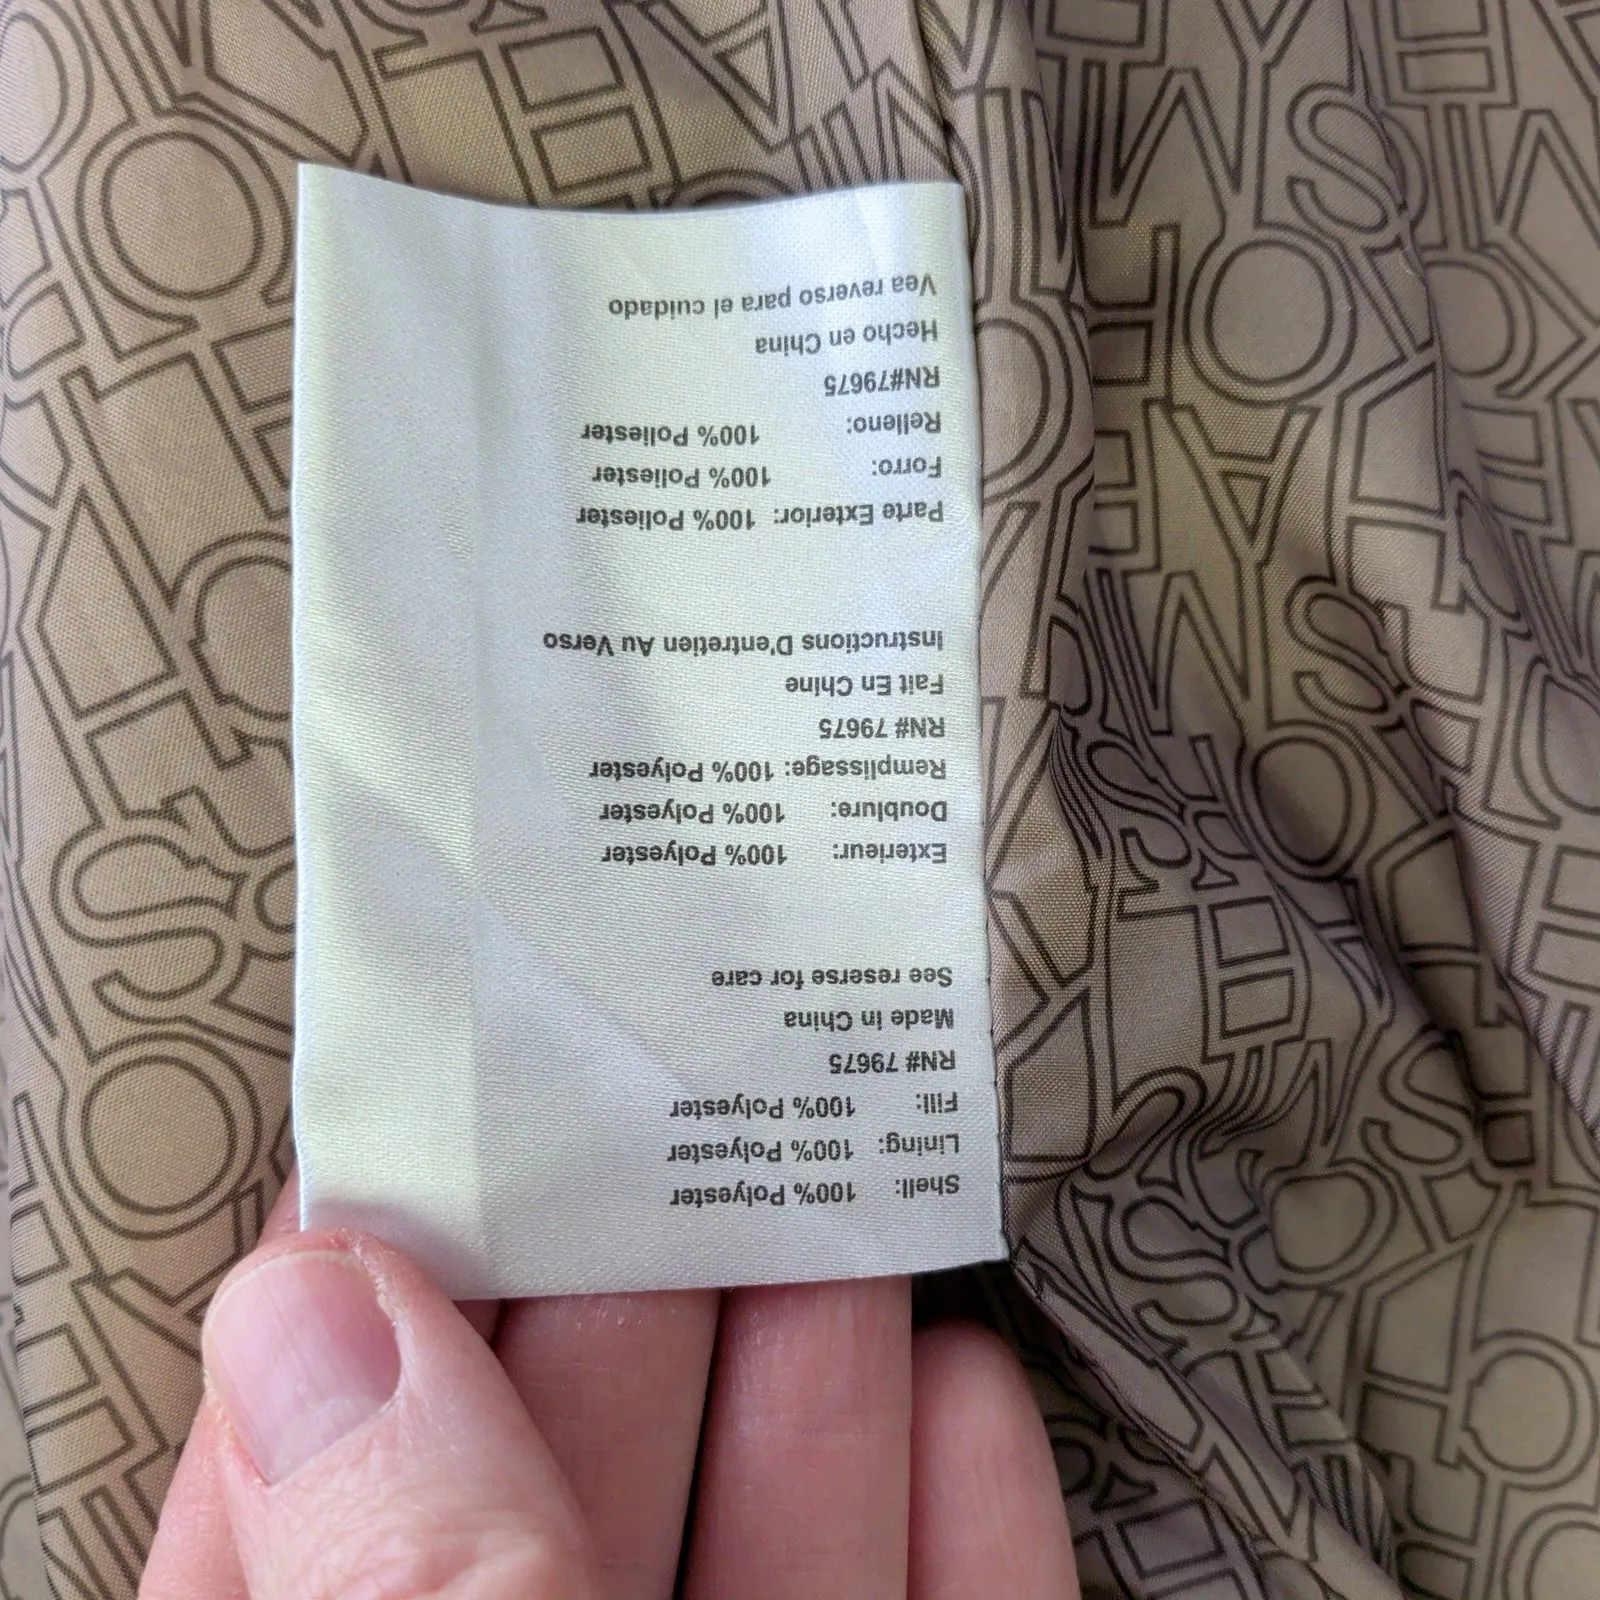 Shell: 100% Polyester
Lining: 100% Polyester
Fill: 100% Polyester
RN# 79675
Made in China
See reserse for care
Exterieur: 100% Polyester
Doublure: 100% Polyester
Remplissage: 100% Polyester
RN# 79675
Fait En Chine
Instructions D'entretien Au Verso
Parte Exterior: 100% Poliester
Forro: 100% Poliester
Relleno: 100% Poliester
RN#79675
Hecho en China
Vea reverso para el cuidado